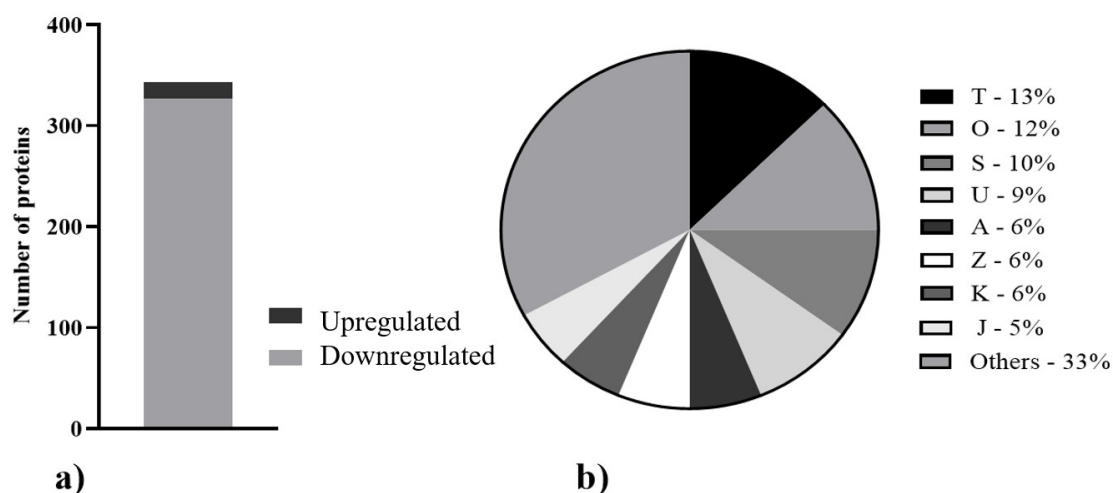 400
300
200
100
0
Number of proteins
Upregulated
Downregulated
a)
T - 13%
O - 12%
S - 10%
U - 9%
A - 6%
Z - 6%
K - 6%
J - 5%
Others - 33%
b)